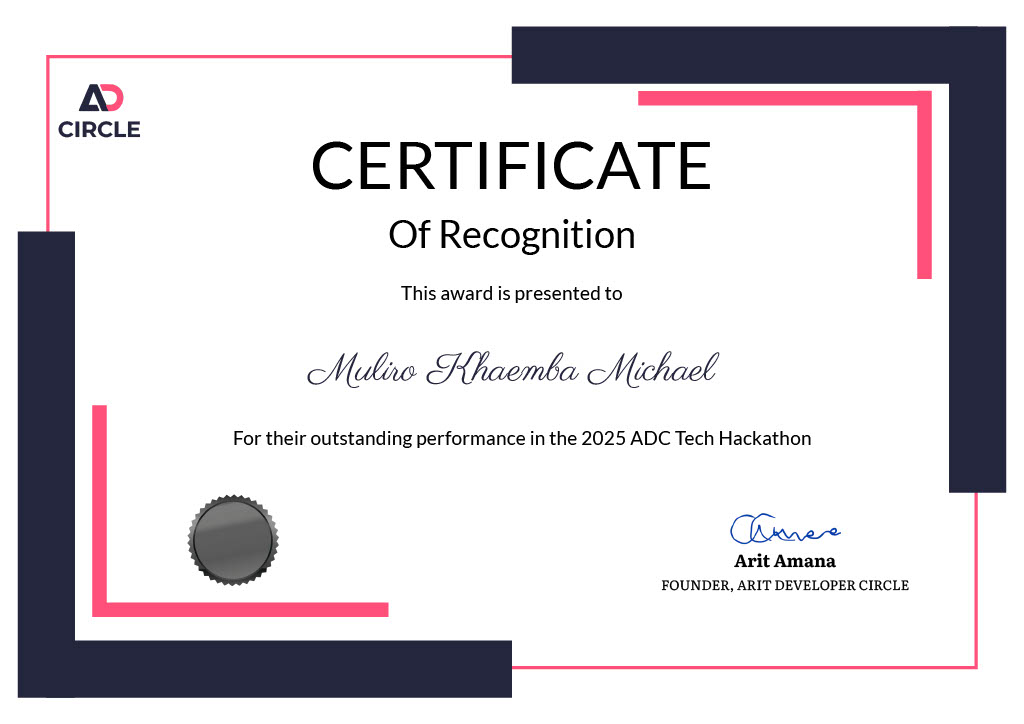 AD
CIRCLE
CERTIFICATE
Of Recognition
This award is presented to
Muliro Khaemba Michael
For their outstanding performance in the 2025 ADC Tech Hackathon
Arit Amana
FOUNDER, ARIT DEVELOPER CIRCLE